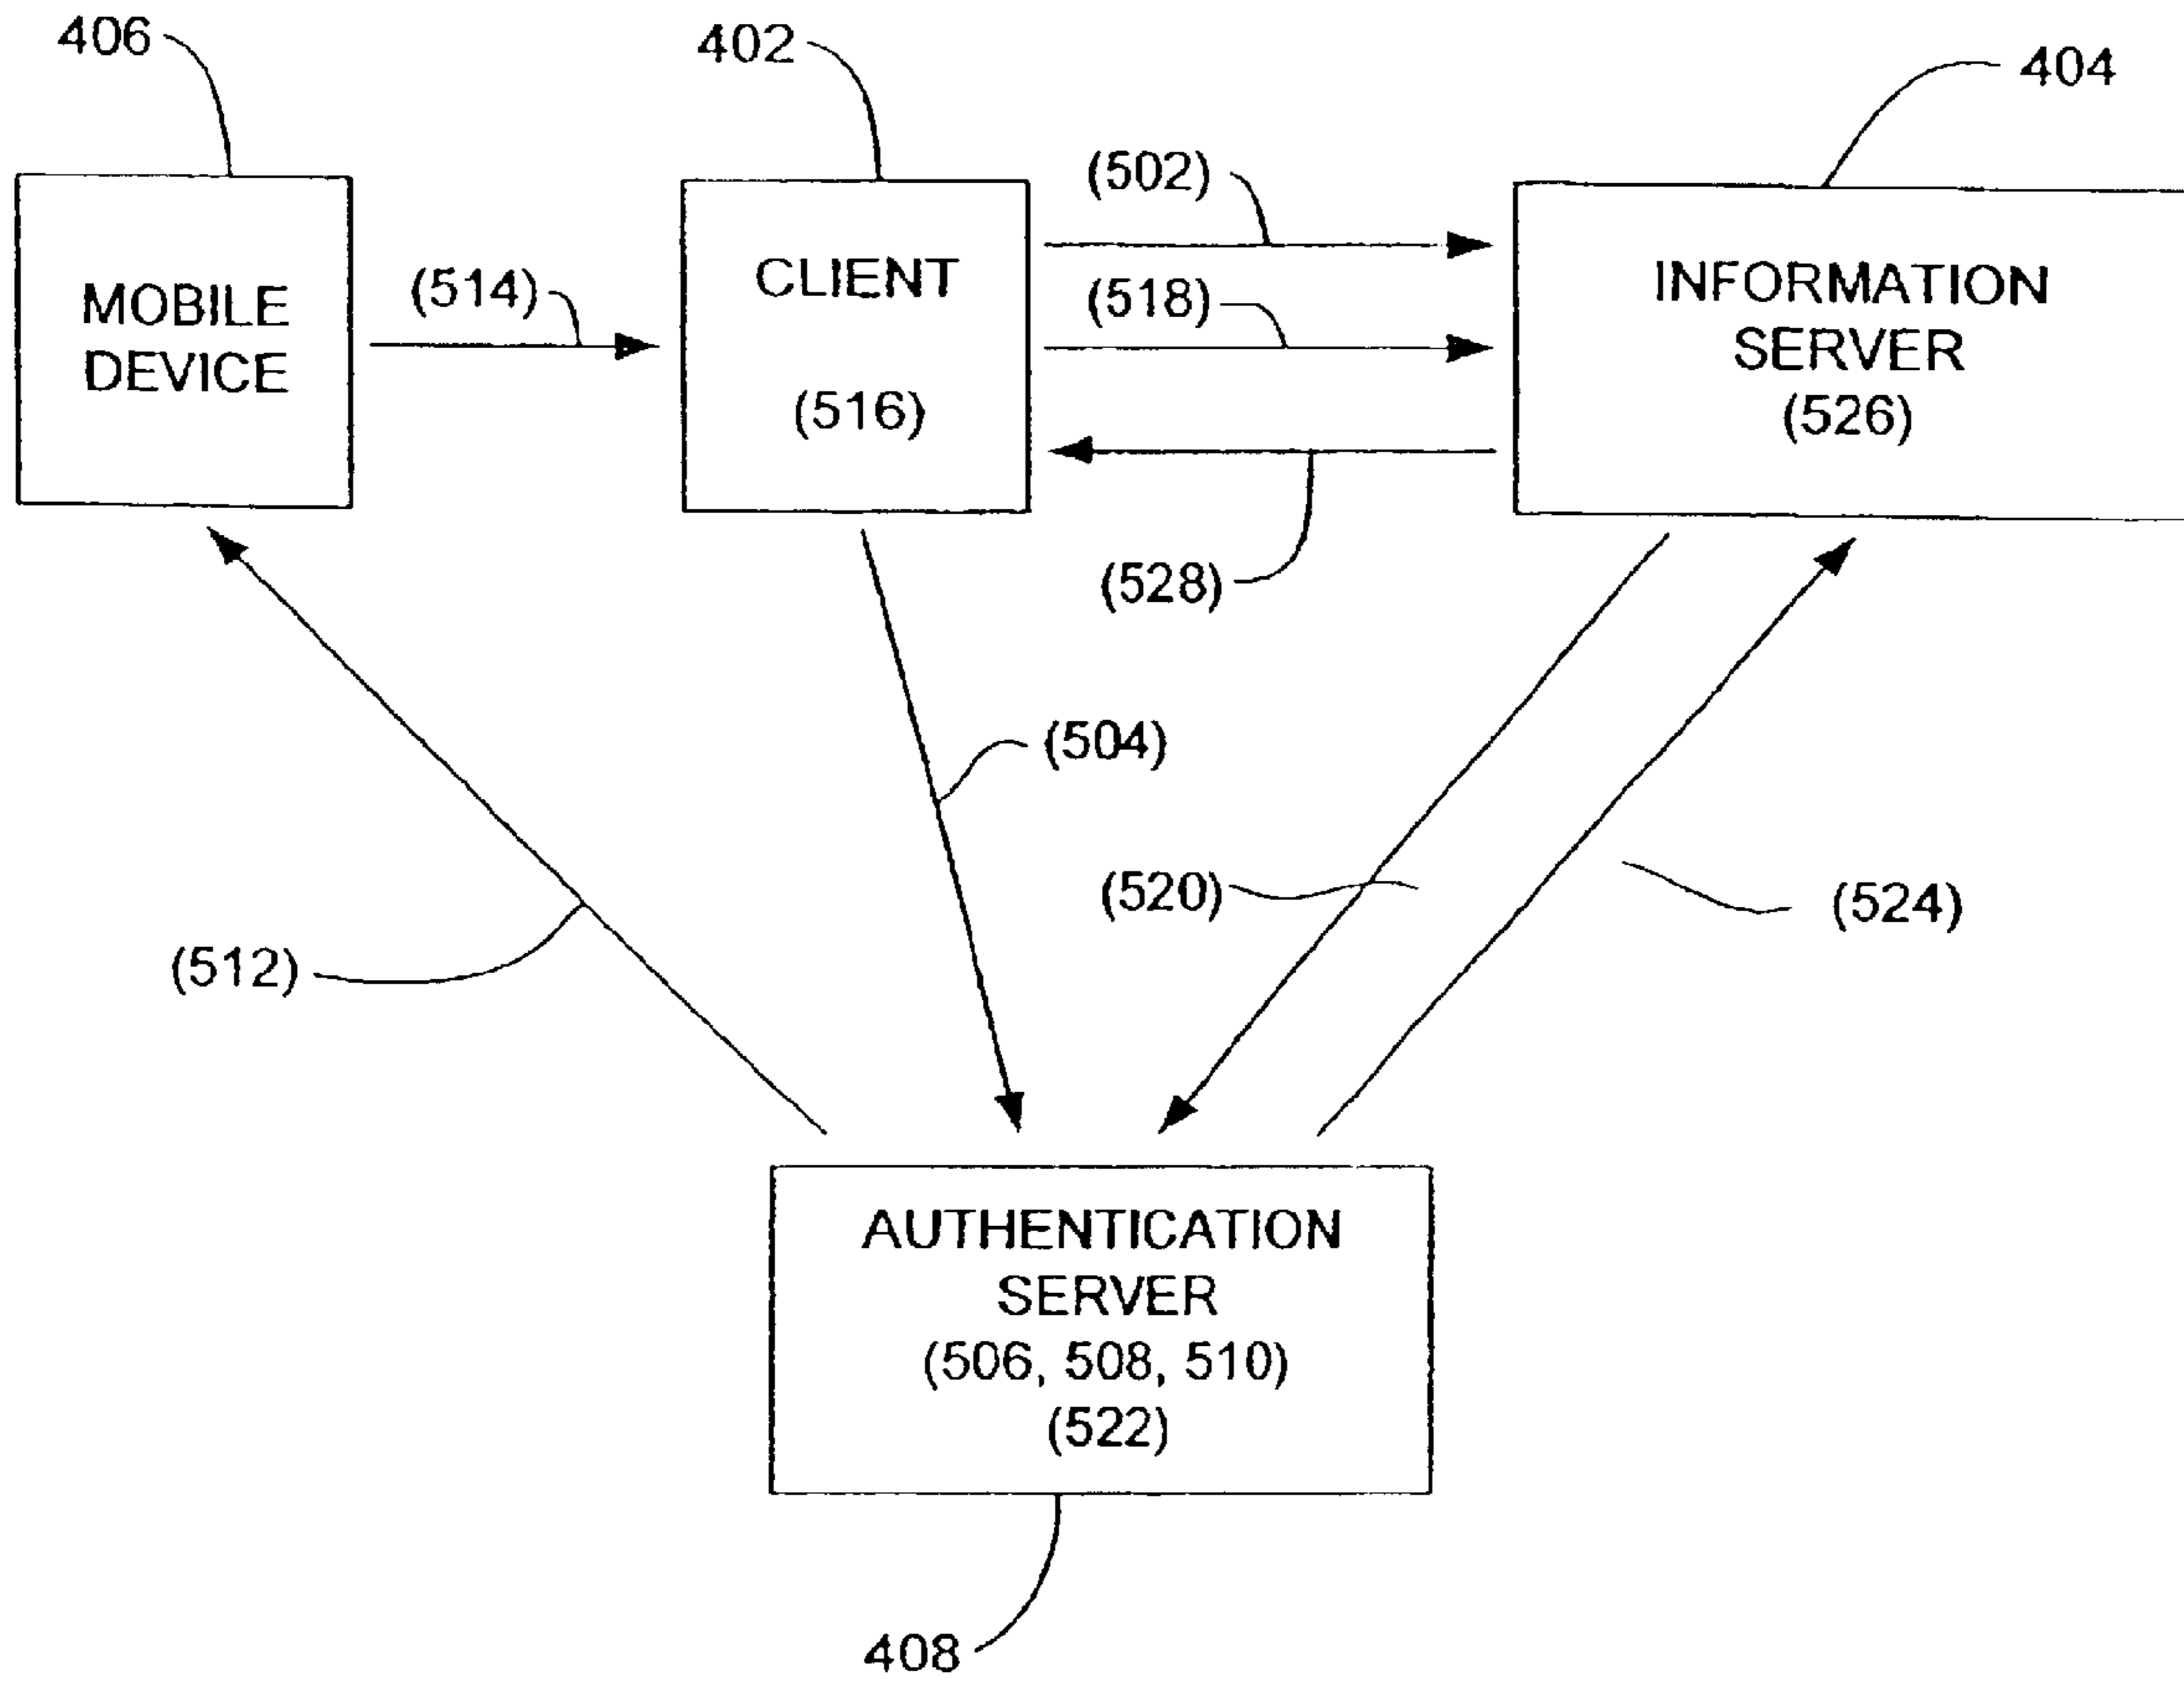 406
402
404
(502)
MOBILE
DEVICE
(514)
CLIENT
(516)
(518)
INFORMATION
SERVER
(526)
(528)
(504)
(520)
(524)
(512)
AUTHENTICATION
SERVER
(506, 508, 510)
(522)
408